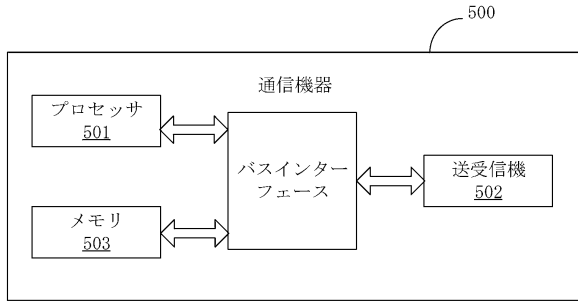 500
通信機器
プロセッサ
501
バスインター
フェース
送受信機
502
メモリ
503